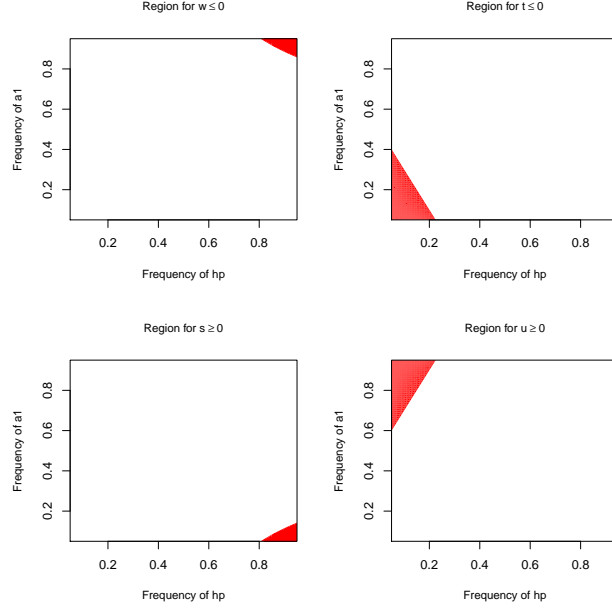 Region for w ≤ 0
Frequency of a1
0.2 0.4 0.6 0.8
0.2 0.4 0.6 0.8
Frequency of hp
Region for t ≤ 0
Frequency of a1
0.2 0.4 0.6 0.8
0.2 0.4 0.6 0.8
Frequency of hp
Region for s ≥ 0
Frequency of a1
0.2 0.4 0.6 0.8
0.2 0.4 0.6 0.8
Frequency of hp
Region for u ≥ 0
Frequency of a1
0.2 0.4 0.6 0.8
0.2 0.4 0.6 0.8
Frequency of hp